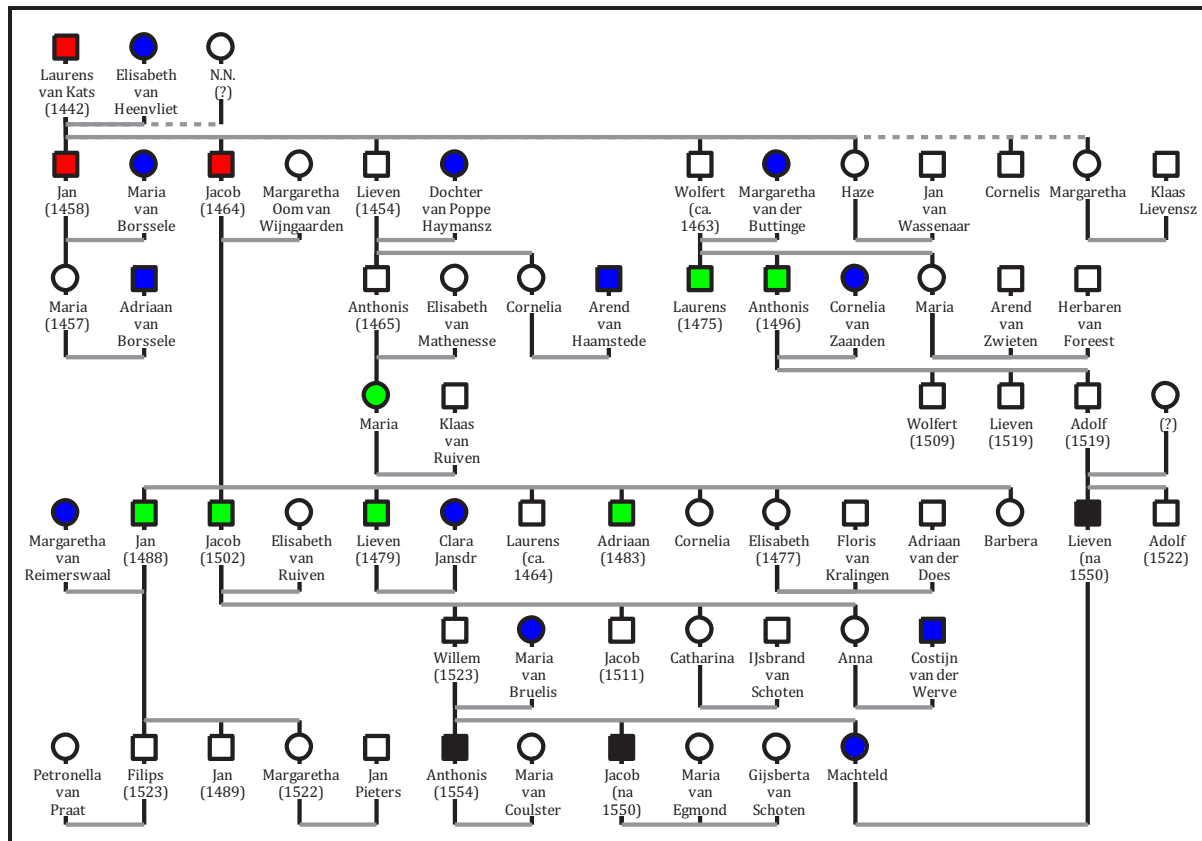 Laurens
van Kats
(1442)
Elisabeth
van
Heenvliet
N.N.
(?)
Jan
(1458)
Maria
van
Borssele
Jacob
(1464)
Margaretha
Oom van
Wijngaarden
Lieven
(1454)
Dochter
van Poppe
Haymansz
Wolfert
(ca.
1463)
Margaretha
van der
Buttinge
Haze
Jan
van
Wassenaar
Cornelis
Margaretha
Klaas
Lievensz
Maria
(1457)
Adriaan
van
Borssele
Anthonis
(1465)
Elisabeth
van
Mathenesse
Cornelia
Arend
van
Haamstede
Laurens
(1475)
Anthonis
(1496)
Cornelia
van
Zaanden
Maria
Arend
van
Zwieten
Herbaren
van
Foreest
Maria
Klaas
van
Ruiven
Wolfert
(1509)
Lieven
(1519)
Adolf
(1519)
(?)
Margaretha
van
Reimerswaal
Jan
(1488)
Jacob
(1502)
Elisabeth
van
Ruiven
Lieven
(1479)
Clara
Jansdr
Laurens
(ca.
1464)
Adriaan
(1483)
Cornelia
Elisabeth
(1477)
Floris
van
Kralingen
Adriaan
van der
Does
Barbera
Lieven
(na
1550)
Adolf
(1522)
Willem
(1523)
Maria
van
Bruelis
Jacob
(1511)
Catharina
IJsbrand
van
Schoten
Anna
Costijn
van der
Werve
Petronella
van
Praat
Filips
(1523)
Jan
(1489)
Margaretha
(1522)
Jan
Pieters
Anthonis
(1554)
Maria
van
Coulster
Jacob
(na
1550)
Maria
van
Egmond
Gijsberta
van
Schoten
Machteld